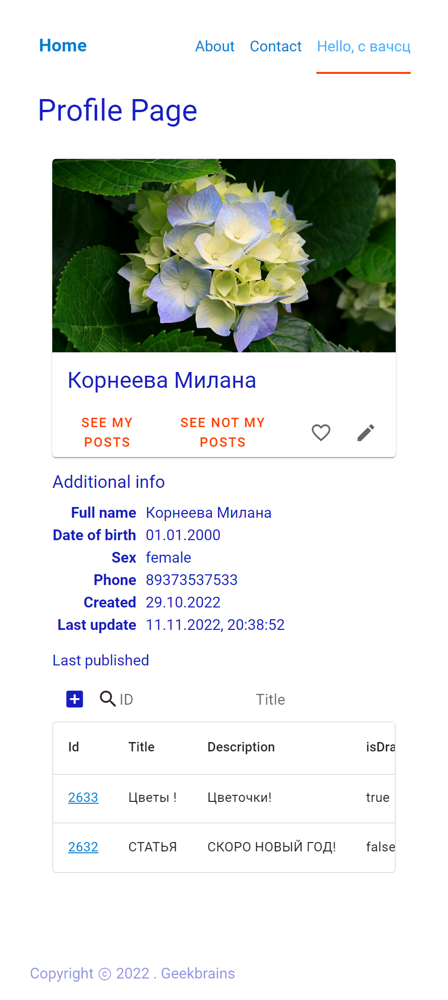 Home About Contact Hello, с вачсц
Profile Page
Корнеева Милана
SEE MY POSTS
SEE NOT MY POSTS
Additional info
Full name Корнеева Милана
Date of birth 01.01.2000
Sex female
Phone 89373537533
Created 29.10.2022
Last update 11.11.2022, 20:38:52
Last published
ID Title
Id Title Description isDra
2633 Цветы ! Цветочки! true
2632 СТАТЬЯ СКОРО НОВЫЙ ГОД! false
Copyright ⓒ 2022 . Geekbrains